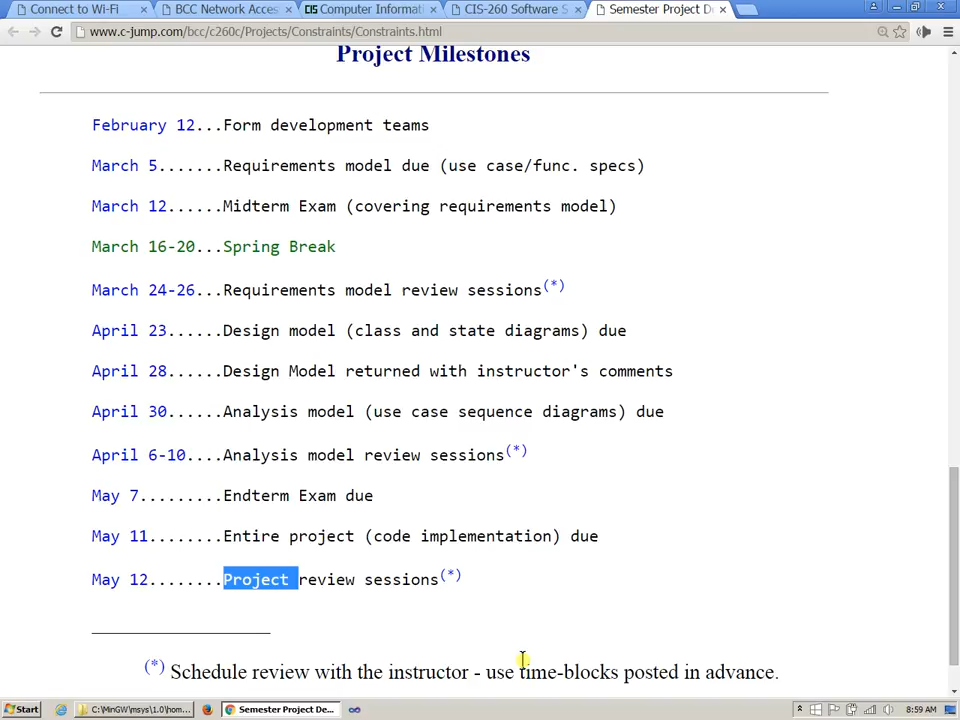 Connect to Wi-Fi
BCC Network Acces
CIS Computer Informati
CIS-260 Software S
Semester Project De
www.c-jump.com/bcc/c260c/Projects/Constraints/Constraints.html
Project Milestones
February 12...Form development teams
March 5.......Requirements model due (use case/func. specs)
March 12......Midterm Exam (covering requirements model)
March 16-20...Spring Break
March 24-26...Requirements model review sessions(*)
April 23......Design model (class and state diagrams) due
April 28......Design Model returned with instructor's comments
April 30......Analysis model (use case sequence diagrams) due
April 6-10....Analysis model review sessions(*)
May 7.........Endterm Exam due
May 11........Entire project (code implementation) due
May 12........Project review sessions(*)
(*) Schedule review with the instructor - use time-blocks posted in advance.
Start
C:\MinGW\msys\1.0\hom...
Semester Project De...
8:59 AM